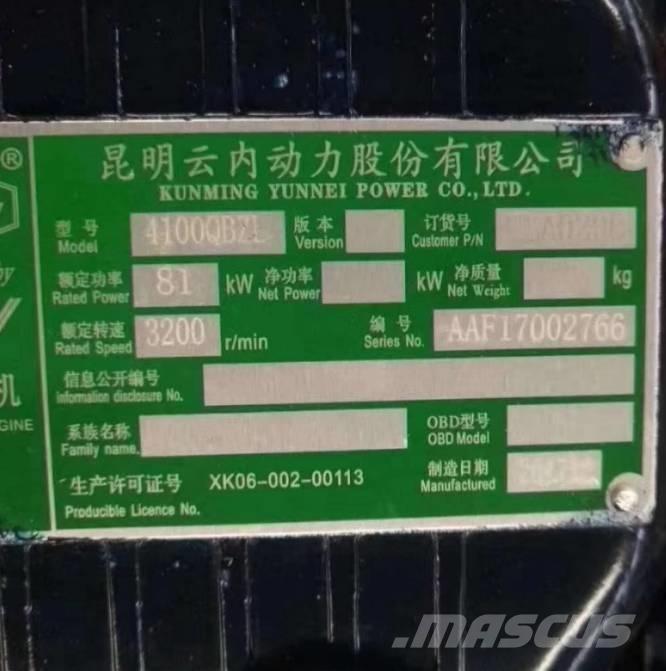 ®
昆明云内动力股份有限公司
KUNMING YUNNEI POWER CO.,LTD.
型号 4100QBZL 版本 订货号
Model Version Customer P/N
额定功率 81 kW 净功率 kW 净质量 kg
Rated Power Net Power Net Weight
额定转速 3200 r/min 编号 AAF17002766
Rated Speed Series No.
信息公开编号
Information disclosure No.
系族名称 OBD型号
Family name. OBD Model
生产许可证号 XK06-002-00113 制造日期
Producible Licence No. Manufactured
机
GINE
MASCUS